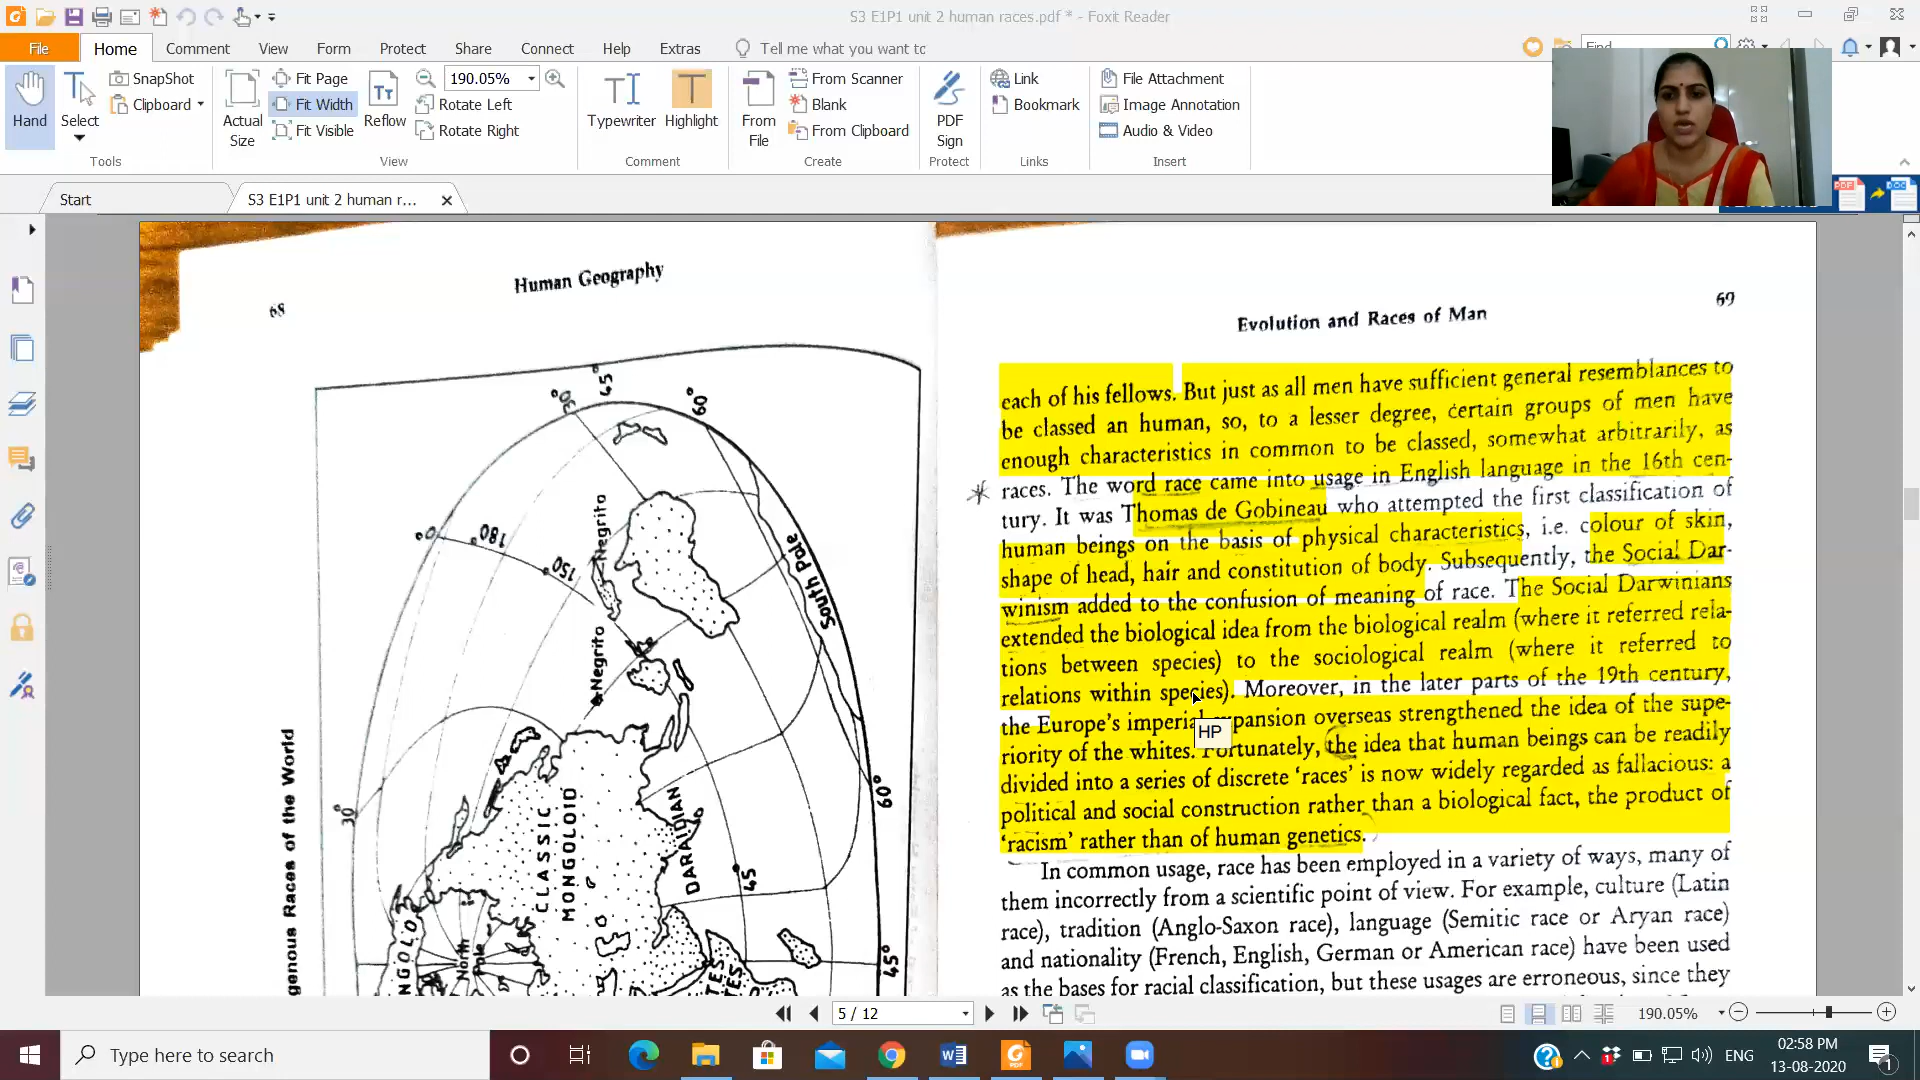 S3 E1P1 unit 2 human races.pdf * - Foxit Reader
File Home Comment View Form Protect Share Connect Help Extras Tell me what you want to Find
Hand
Select
SnapShot
Clipboard
Tools
Actual Size
Fit Page
Fit Width
Fit Visible
Reflow
190.05%
Rotate Left
Rotate Right
View
Typewriter
Highlight
Comment
From File
From Scanner
Blank
From Clipboard
Create
PDF Sign
Protect
Link
Bookmark
Links
File Attachment
Image Annotation
Audio & Video
Insert
PDF DOC
Start
S3 E1P1 unit 2 human r...
68
Human Geography
45°
30°
60°
0°
180°
150°
Negrito
Negrito
South Pole
60°
30°
CLASSIC
MONGOLOID
DARAIDIAN
45
45°
North Pole
genous Races of the World
69
Evolution and Races of Man
each of his fellows. But just as all men have sufficient general resemblances to
be classed an human, so, to a lesser degree, certain groups of men have
enough characteristics in common to be classed, somewhat arbitrarily, as
races. The word race came into usage in English language in the 16th cen-
tury. It was Thomas de Gobineau who attempted the first classification of
human beings on the basis of physical characteristics, i.e. colour of skin,
shape of head, hair and constitution of body. Subsequently, the Social Dar-
winism added to the confusion of meaning of race. The Social Darwinians
extended the biological idea from the biological realm (where it referred rela-
tions between species) to the sociological realm (where it referred to
relations within species). Moreover, in the later parts of the 19th century,
the Europe's imperial expansion overseas strengthened the idea of the supe-
riority of the whites. Fortunately, the idea that human beings can be readily
divided into a series of discrete 'races' is now widely regarded as fallacious: a
political and social construction rather than a biological fact, the product of
'racism' rather than of human genetics.
HP
In common usage, race has been employed in a variety of ways, many of
them incorrectly from a scientific point of view. For example, culture (Latin
race), tradition (Anglo-Saxon race), language (Semitic race or Aryan race)
and nationality (French, English, German or American race) have been used
as the bases for racial classification, but these usages are erroneous, since they
5 / 12
190.05%
Type here to search
ENG
02:58 PM
13-08-2020
1